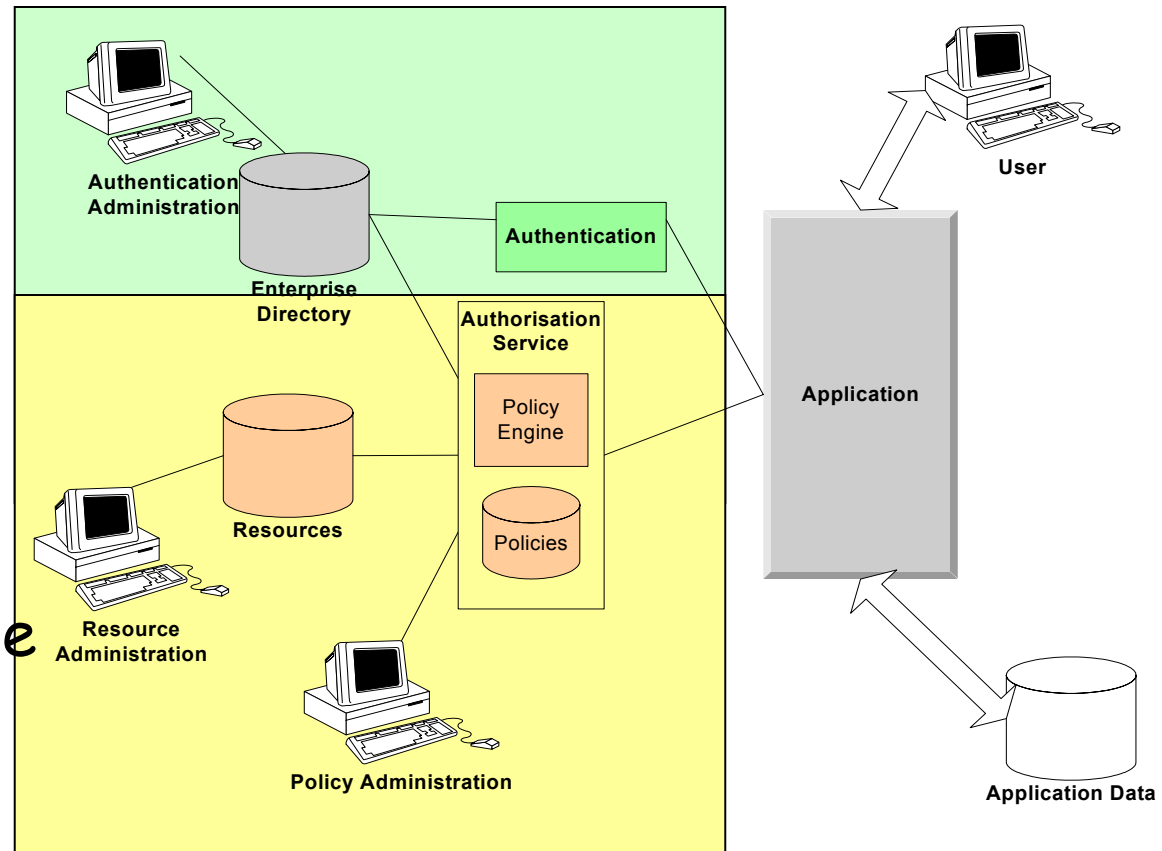 Authentication
Administration
User
Authentication
Enterprise
Directory
Authorisation
Service
Application
Policy
Engine
Resources
Policies
e
Resource
Administration
Policy Administration
Application Data